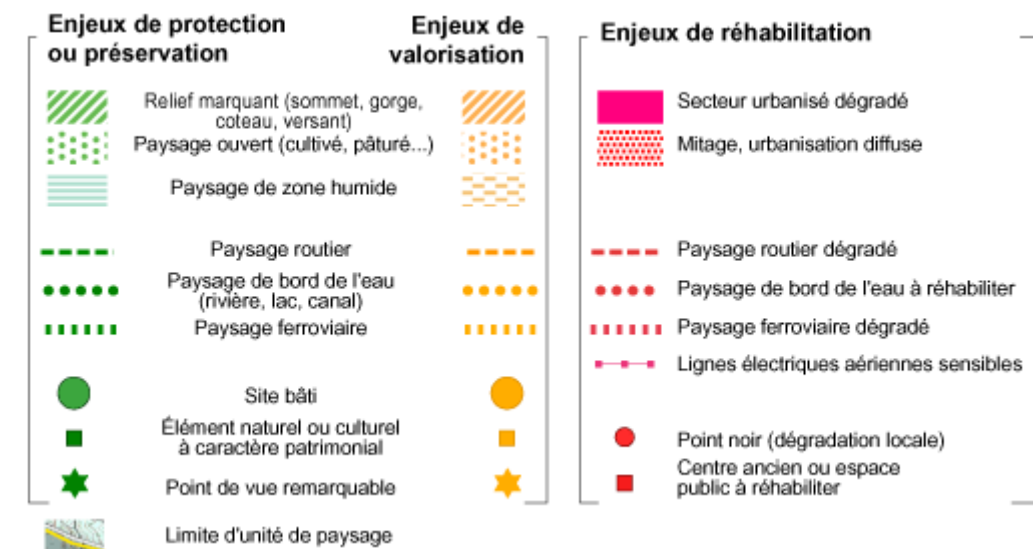 Enjeux de protection
ou préservation
Enjeux de
valorisation
Relief marquant (sommet, gorge,
coteau, versant)
Paysage ouvert (cultivé, pâturé...)
Paysage de zone humide
Paysage routier
Paysage de bord de l'eau
(rivière, lac, canal)
Paysage ferroviaire
Site bâti
Élément naturel ou culturel
à caractère patrimonial
Point de vue remarquable
Limite d'unité de paysage
Enjeux de réhabilitation
Secteur urbanisé dégradé
Mitage, urbanisation diffuse
Paysage routier dégradé
Paysage de bord de l'eau à réhabiliter
Paysage ferroviaire dégradé
Lignes électriques aériennes sensibles
Point noir (dégradation locale)
Centre ancien ou espace
public à réhabiliter